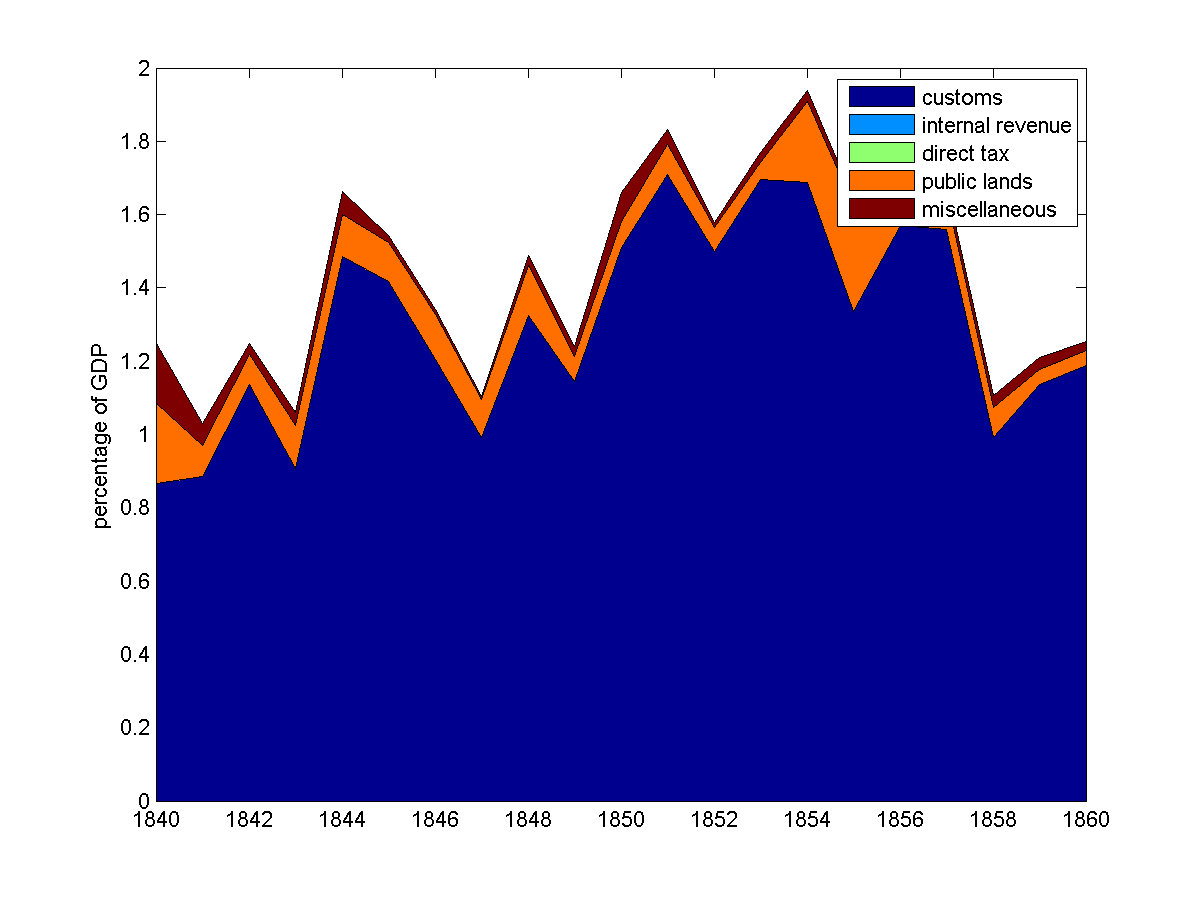 percentage of GDP
2
1.8
1.6
1.4
1.2
1
0.8
0.6
0.4
0.2
0
1840 1842 1844 1846 1848 1850 1852 1854 1856 1858 1860
customs
internal revenue
direct tax
public lands
miscellaneous